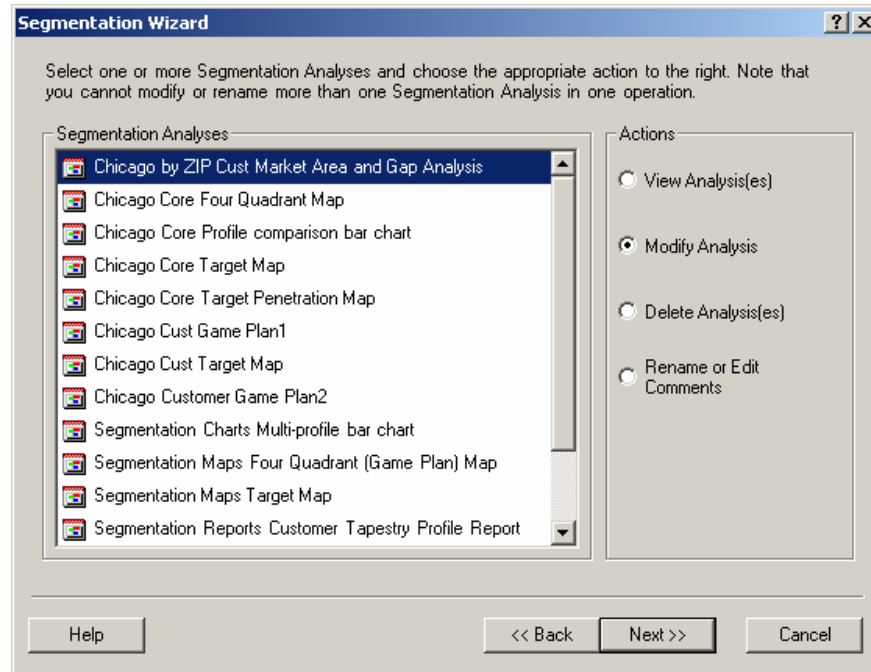 Segmentation Wizard
Select one or more Segmentation Analyses and choose the appropriate action to the right. Note that
you cannot modify or rename more than one Segmentation Analysis in one operation.
Segmentation Analyses
Chicago by ZIP Cust Market Area and Gap Analysis
Chicago Core Four Quadrant Map
Chicago Core Profile comparison bar chart
Chicago Core Target Map
Chicago Core Target Penetration Map
Chicago Cust Game Plan1
Chicago Cust Target Map
Chicago Customer Game Plan2
Segmentation Charts Multi-profile bar chart
Segmentation Maps Four Quadrant (Game Plan) Map
Segmentation Maps Target Map
Segmentation Reports Customer Tapestry Profile Report
Actions
View Analysis(es)
Modify Analysis
Delete Analysis(es)
Rename or Edit
Comments
Help
<< Back
Next >>
Cancel